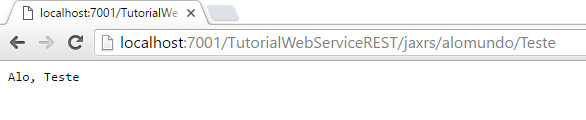 localhost:7001/TutorialWe
localhost:7001/TutorialWebServiceREST/jaxrs/alomundo/Teste
Alo, Teste